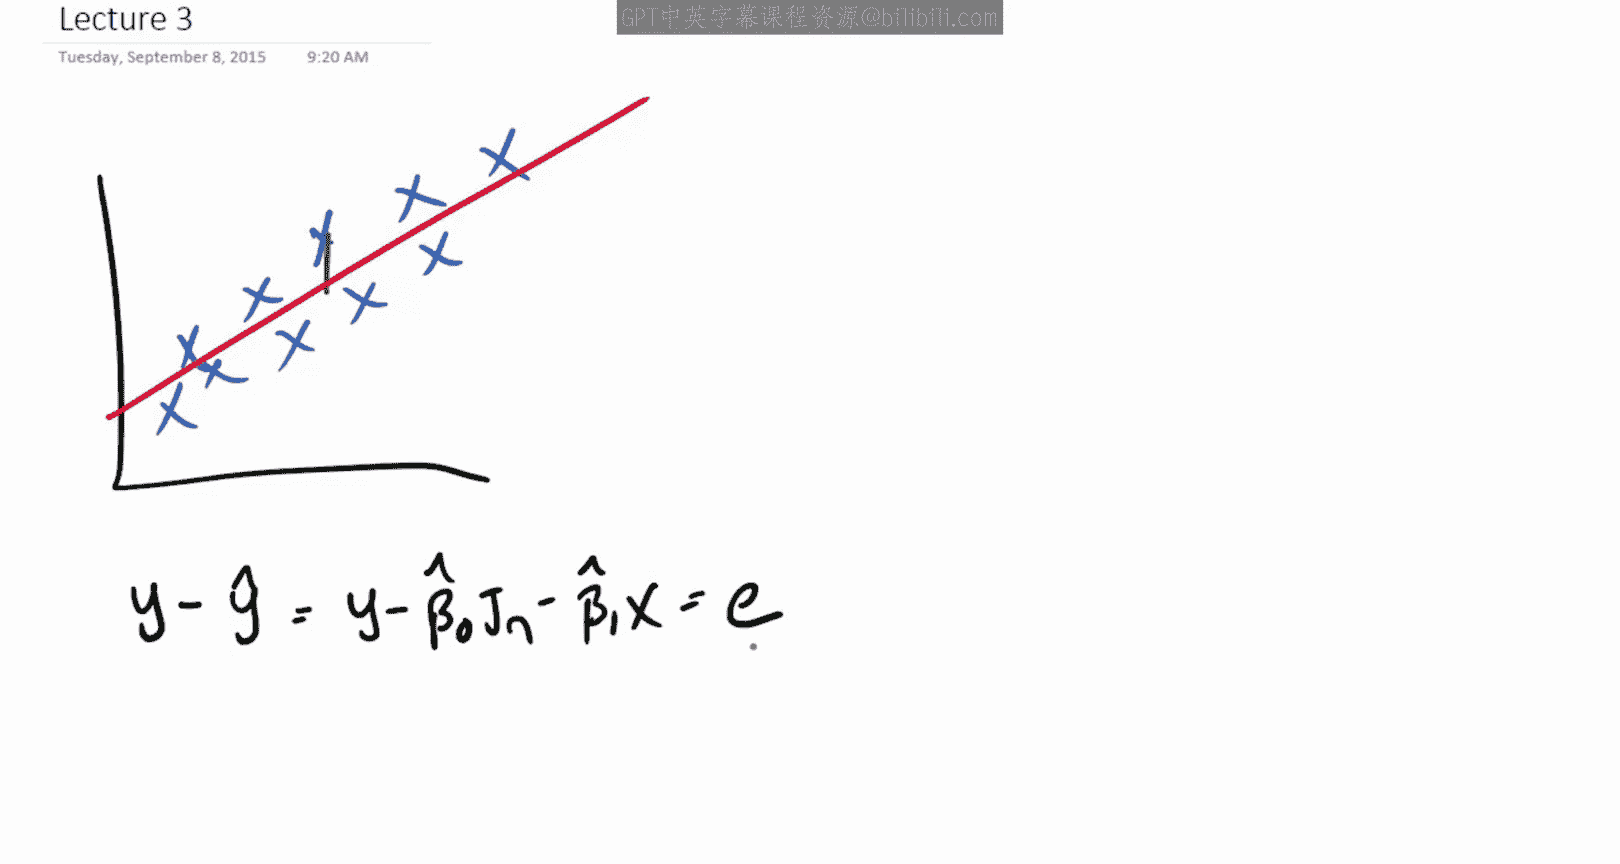 GPT中英字幕课程资源@bilibili.com
Lecture 3
Tuesday, September 8, 2015 9:20 AM
y - ŷ = y - β̂₀Jₙ - β̂₁x = e